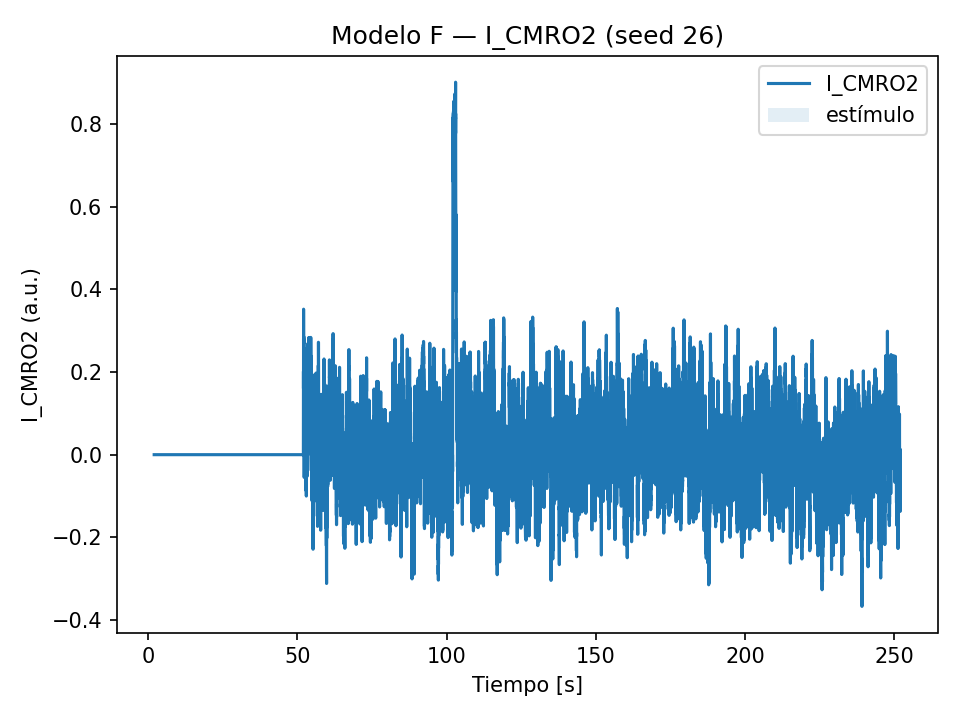 Modelo F — I_CMRO2 (seed 26)
I_CMRO2
estímulo
I_CMRO2 (a.u.)
0.8
0.6
0.4
0.2
0.0
−0.2
−0.4
0 50 100 150 200 250
Tiempo [s]